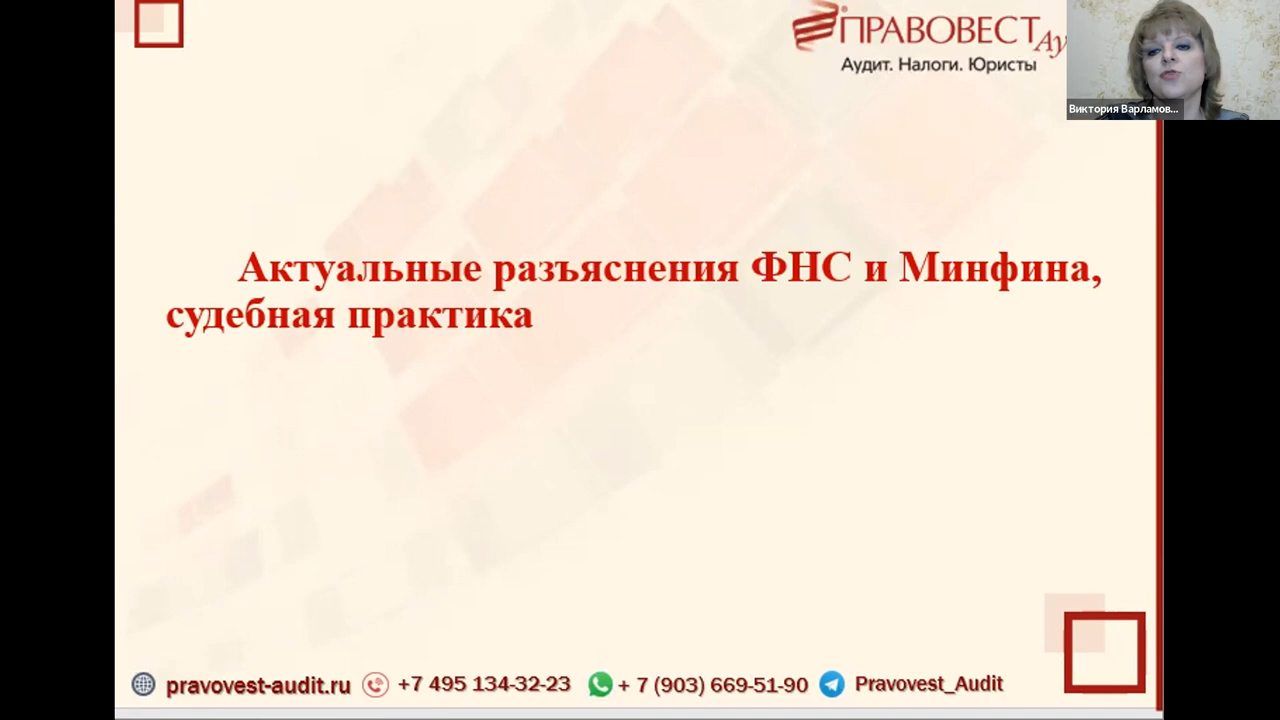 ПРАВОВЕСТ
Аудит. Налоги. Юристы
Виктория Варламов...
Актуальные разъяснения ФНС и Минфина,
судебная практика
pravovest-audit.ru +7 495 134-32-23 + 7 (903) 669-51-90 Pravovest_Audit